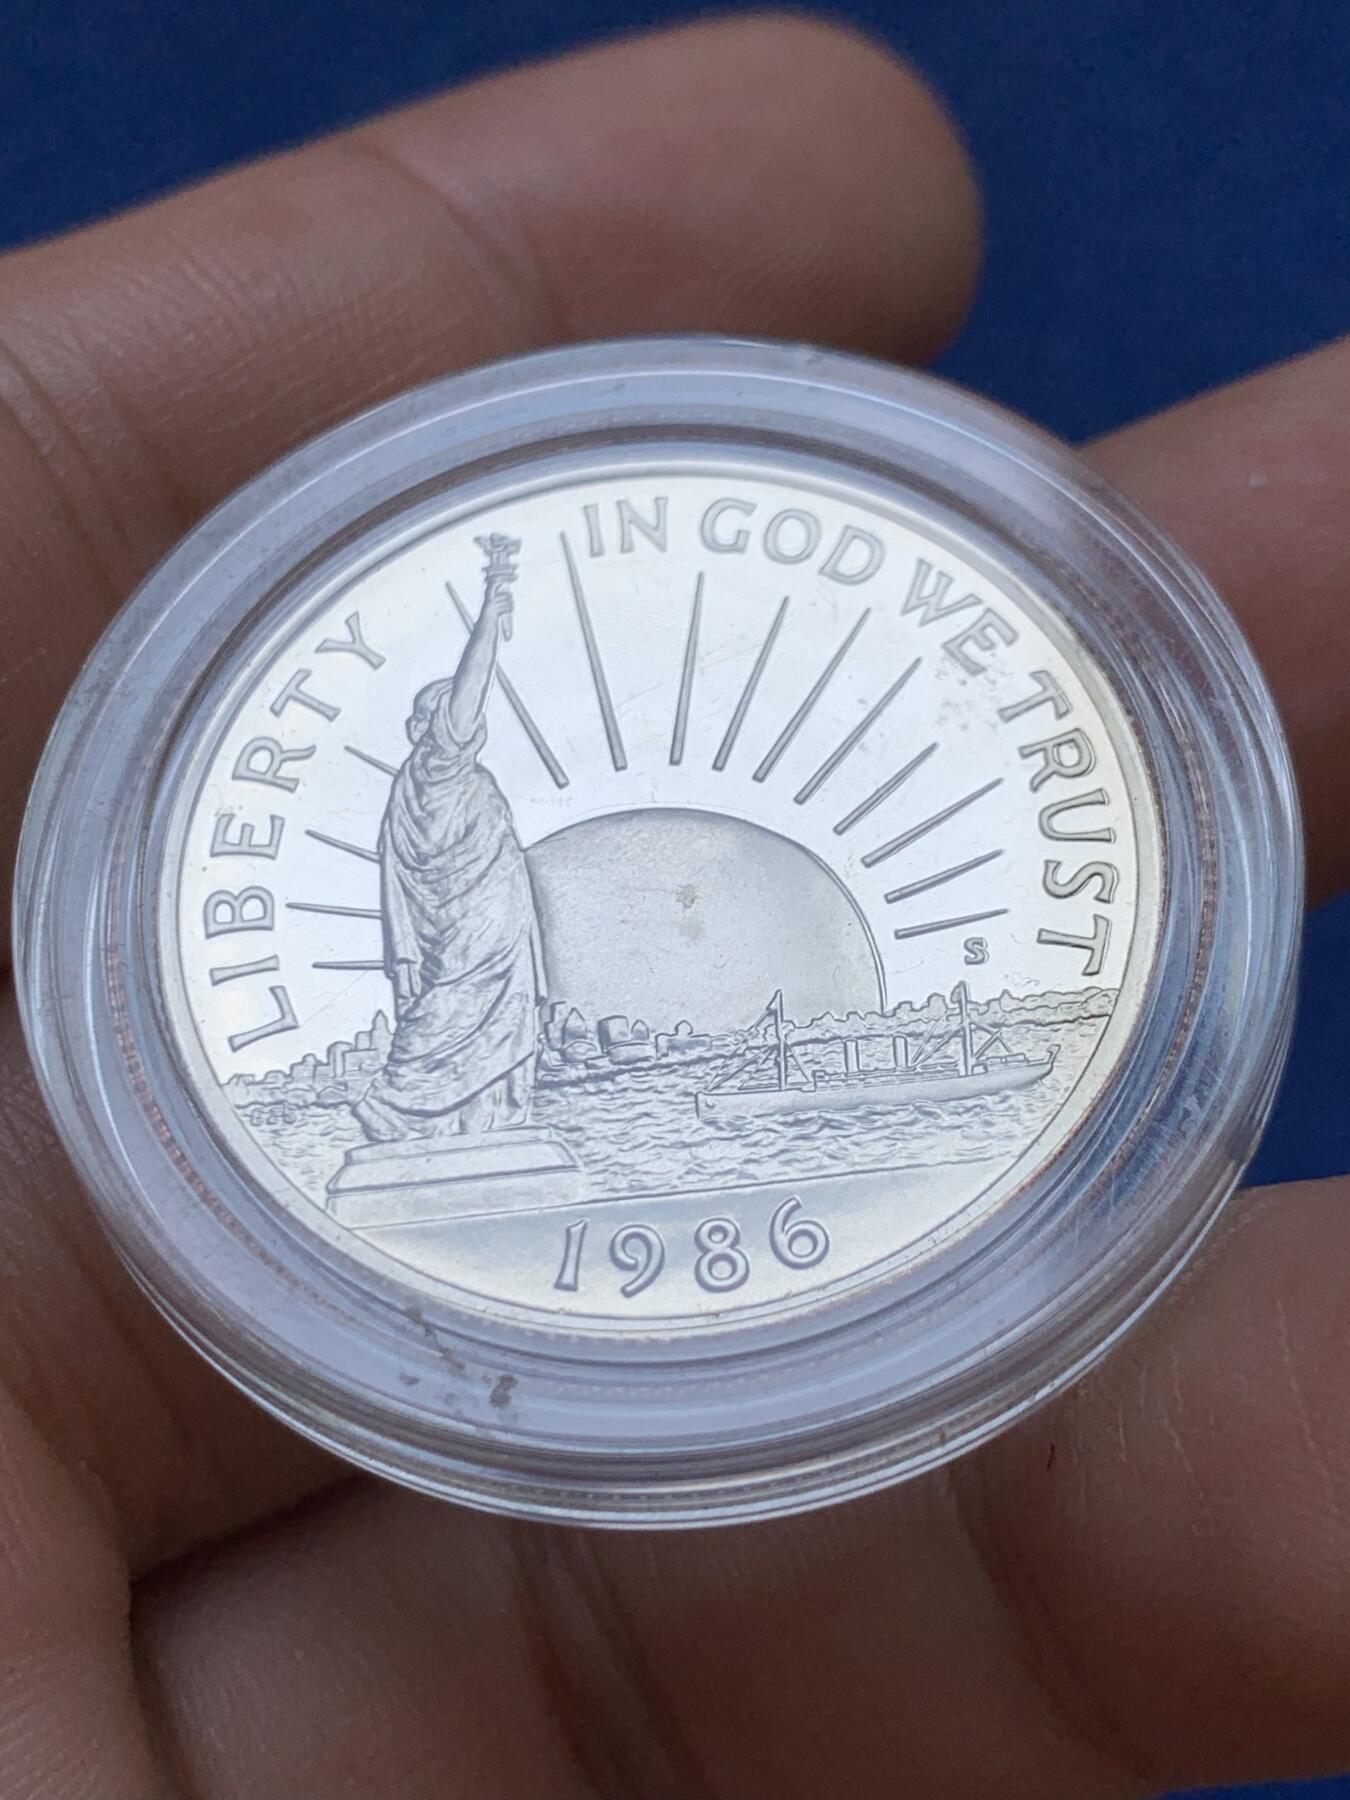 LIBERTY
IN GOD WE TRUST
S
1986